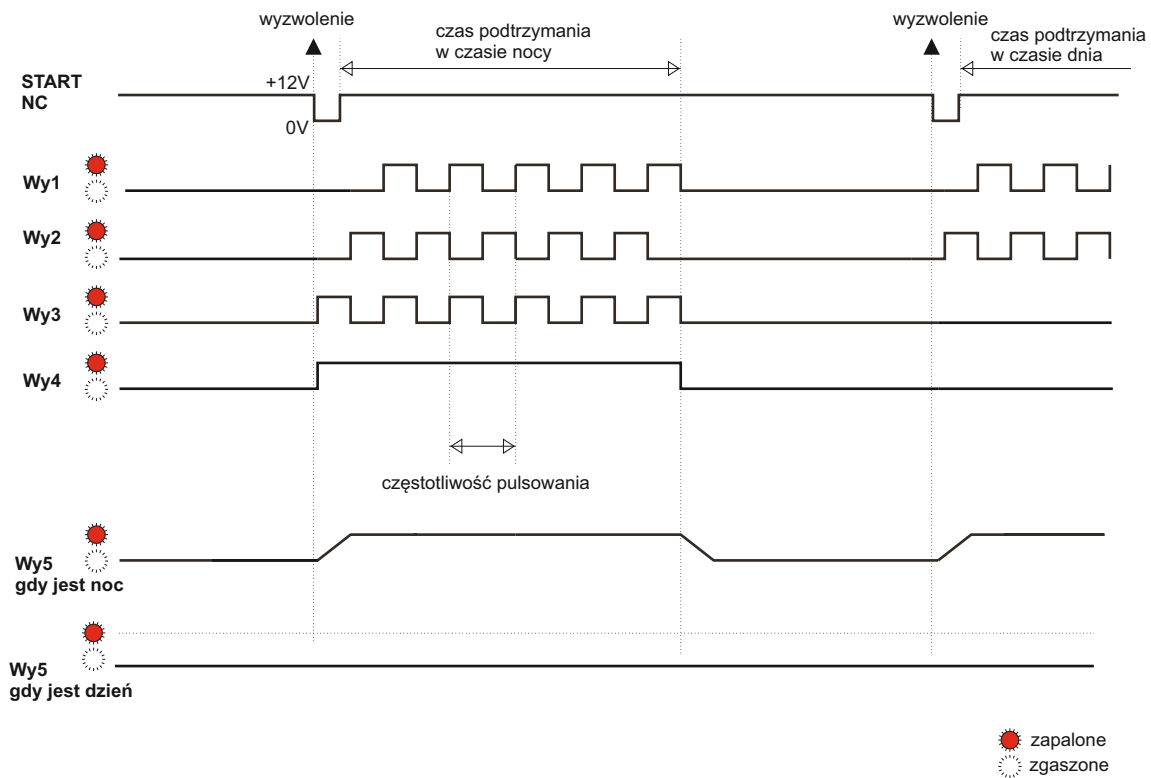 wyzwolenie
czas podtrzymania
w czasie nocy
wyzwolenie
czas podtrzymania
w czasie dnia
START
NC
+12V
0V
Wy1
Wy2
Wy3
Wy4
częstotliwość pulsowania
Wy5
gdy jest noc
Wy5
gdy jest dzień
zapalone
zgaszone